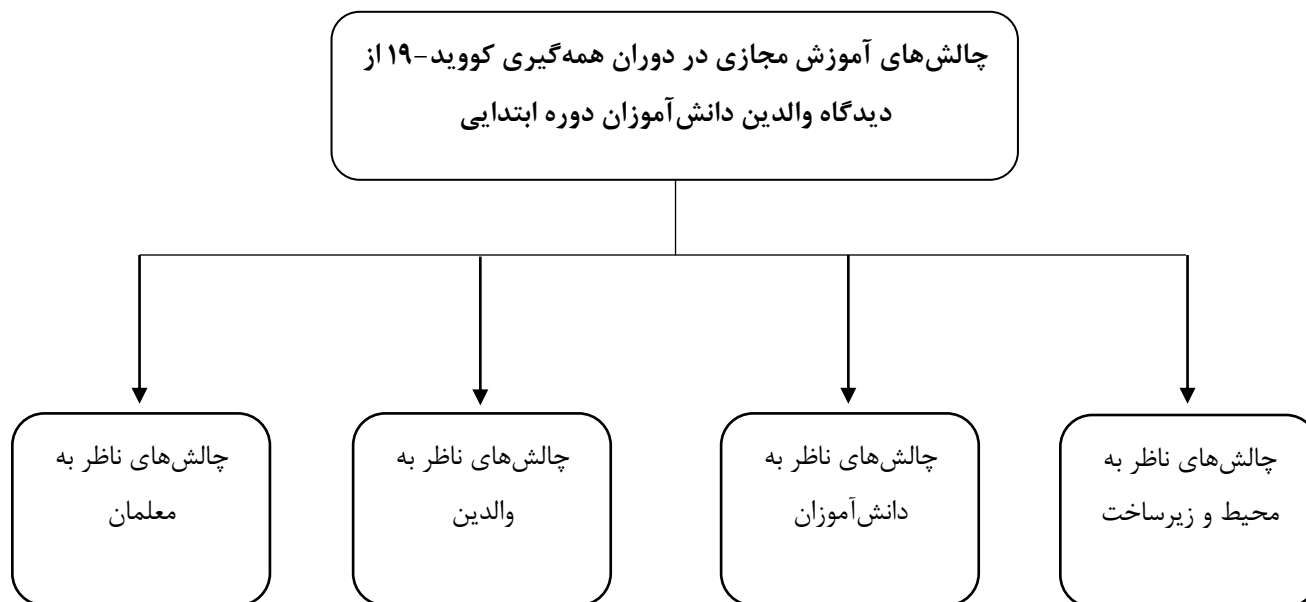 چالش‌های آموزش مجازی در دوران همه‌گیری کووید-۱۹ از
دیدگاه والدین دانش‌آموزان دوره ابتدایی
چالش‌های ناظر به
محیط و زیرساخت
چالش‌های ناظر به
دانش‌آموزان
چالش‌های ناظر به
والدین
چالش‌های ناظر به
معلمان